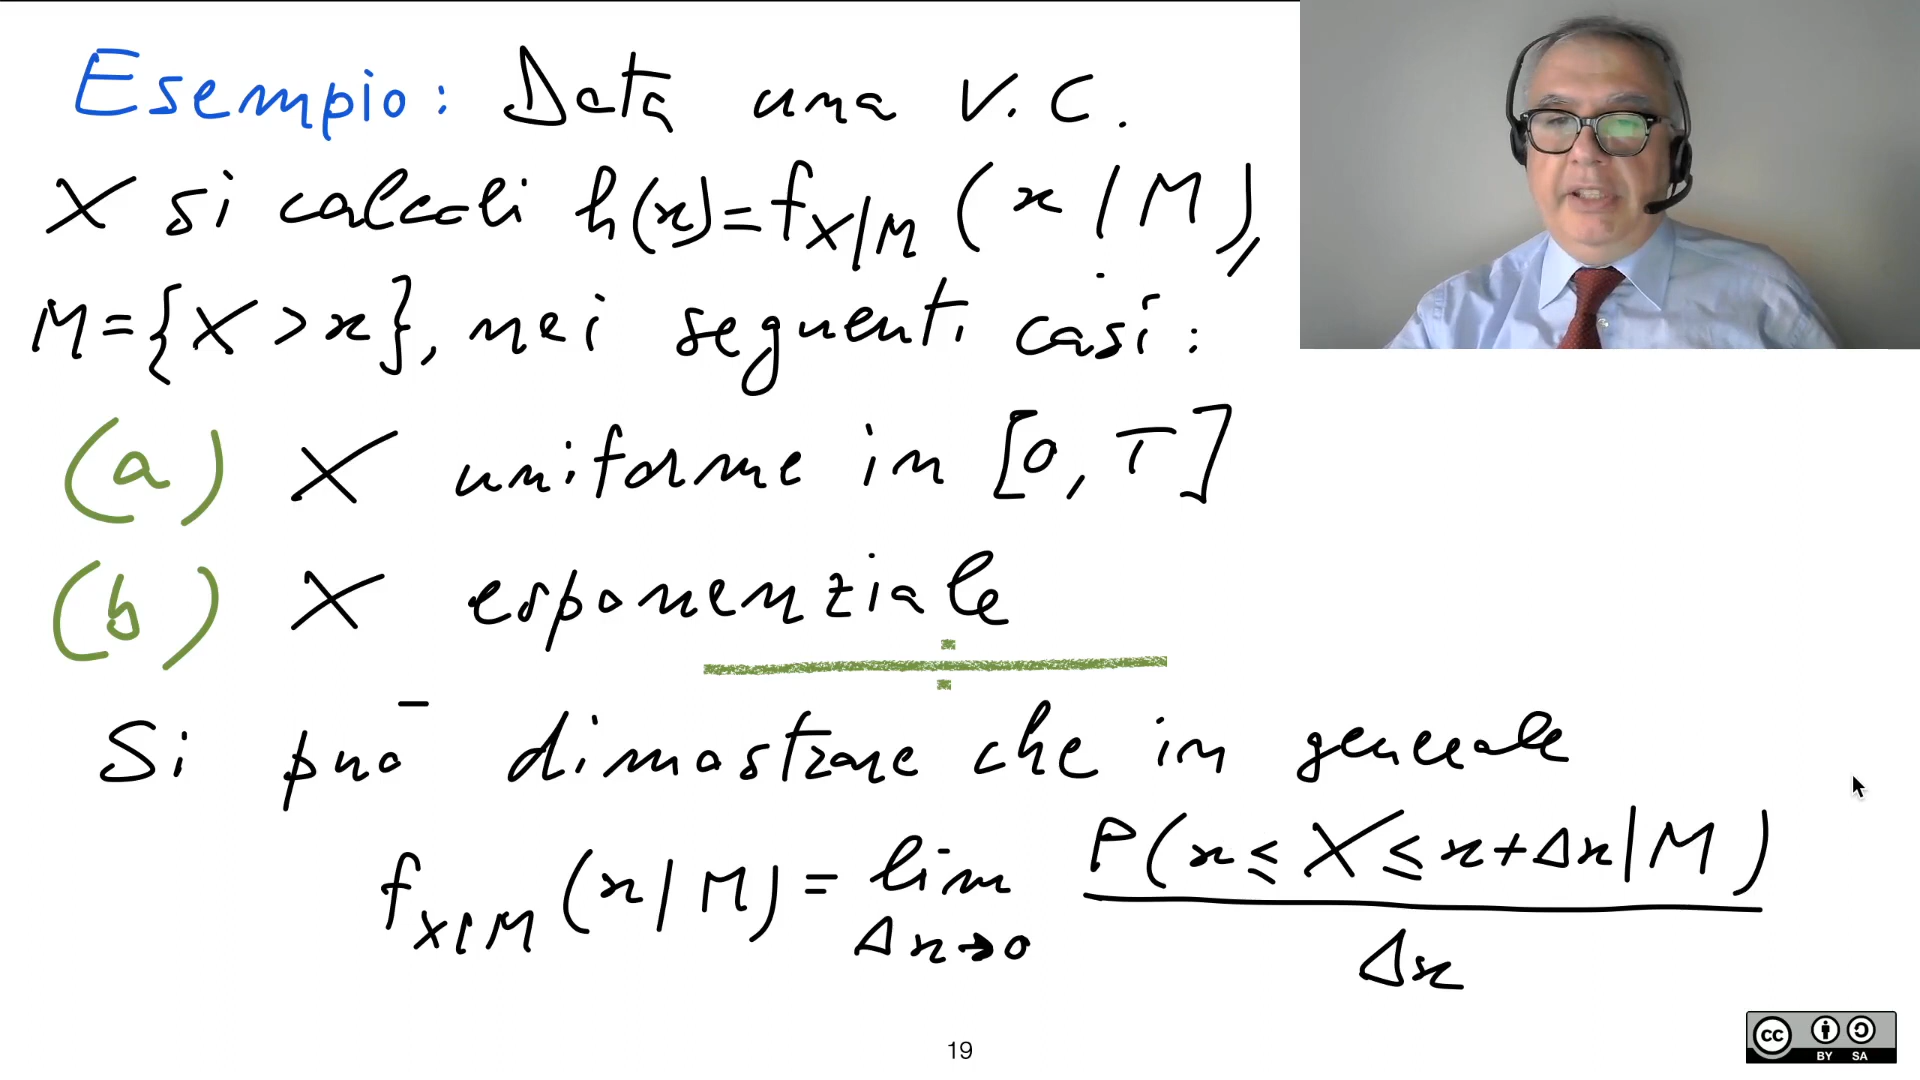 Esempio: Data una V.C.
X si calcoli h(x)=f_{X|M}(x|M),
M={X>x}, nei seguenti casi:
(a) X uniforme in [0,T]
(b) X esponenziale
Si può dimostrare che in generale
f_{X|M}(x|M) = lim_{Δx→0} P(x≤X≤x+Δx|M)
Δx
19
cc BY SA